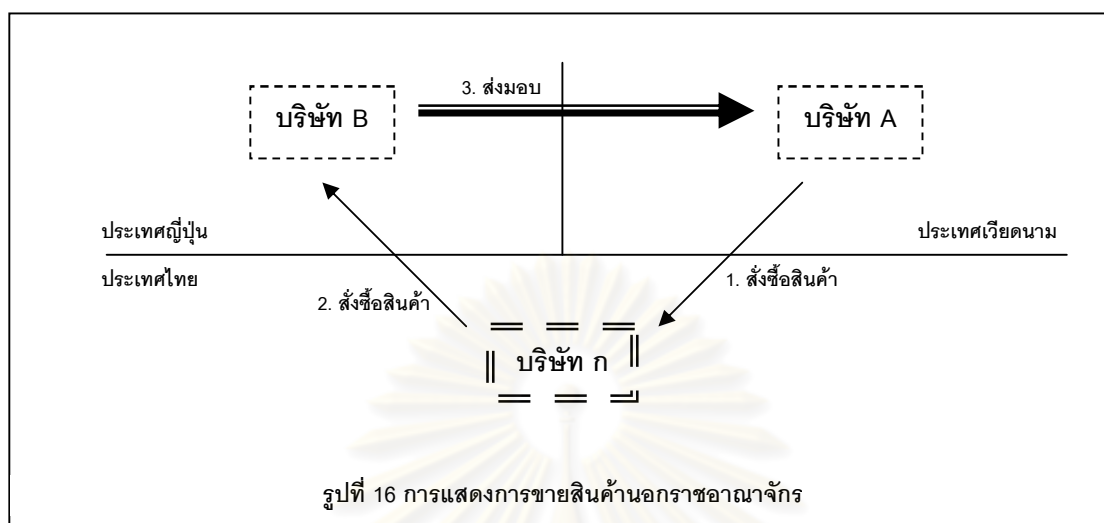 3. ส่งมอบ
บริษัท B
บริษัท A
ประเทศญี่ปุ่น
ประเทศเวียดนาม
ประเทศไทย
1. สั่งซื้อสินค้า
2. สั่งซื้อสินค้า
บริษัท ก
รูปที่ 16 การแสดงการขายสินค้านอกราชอาณาจักร